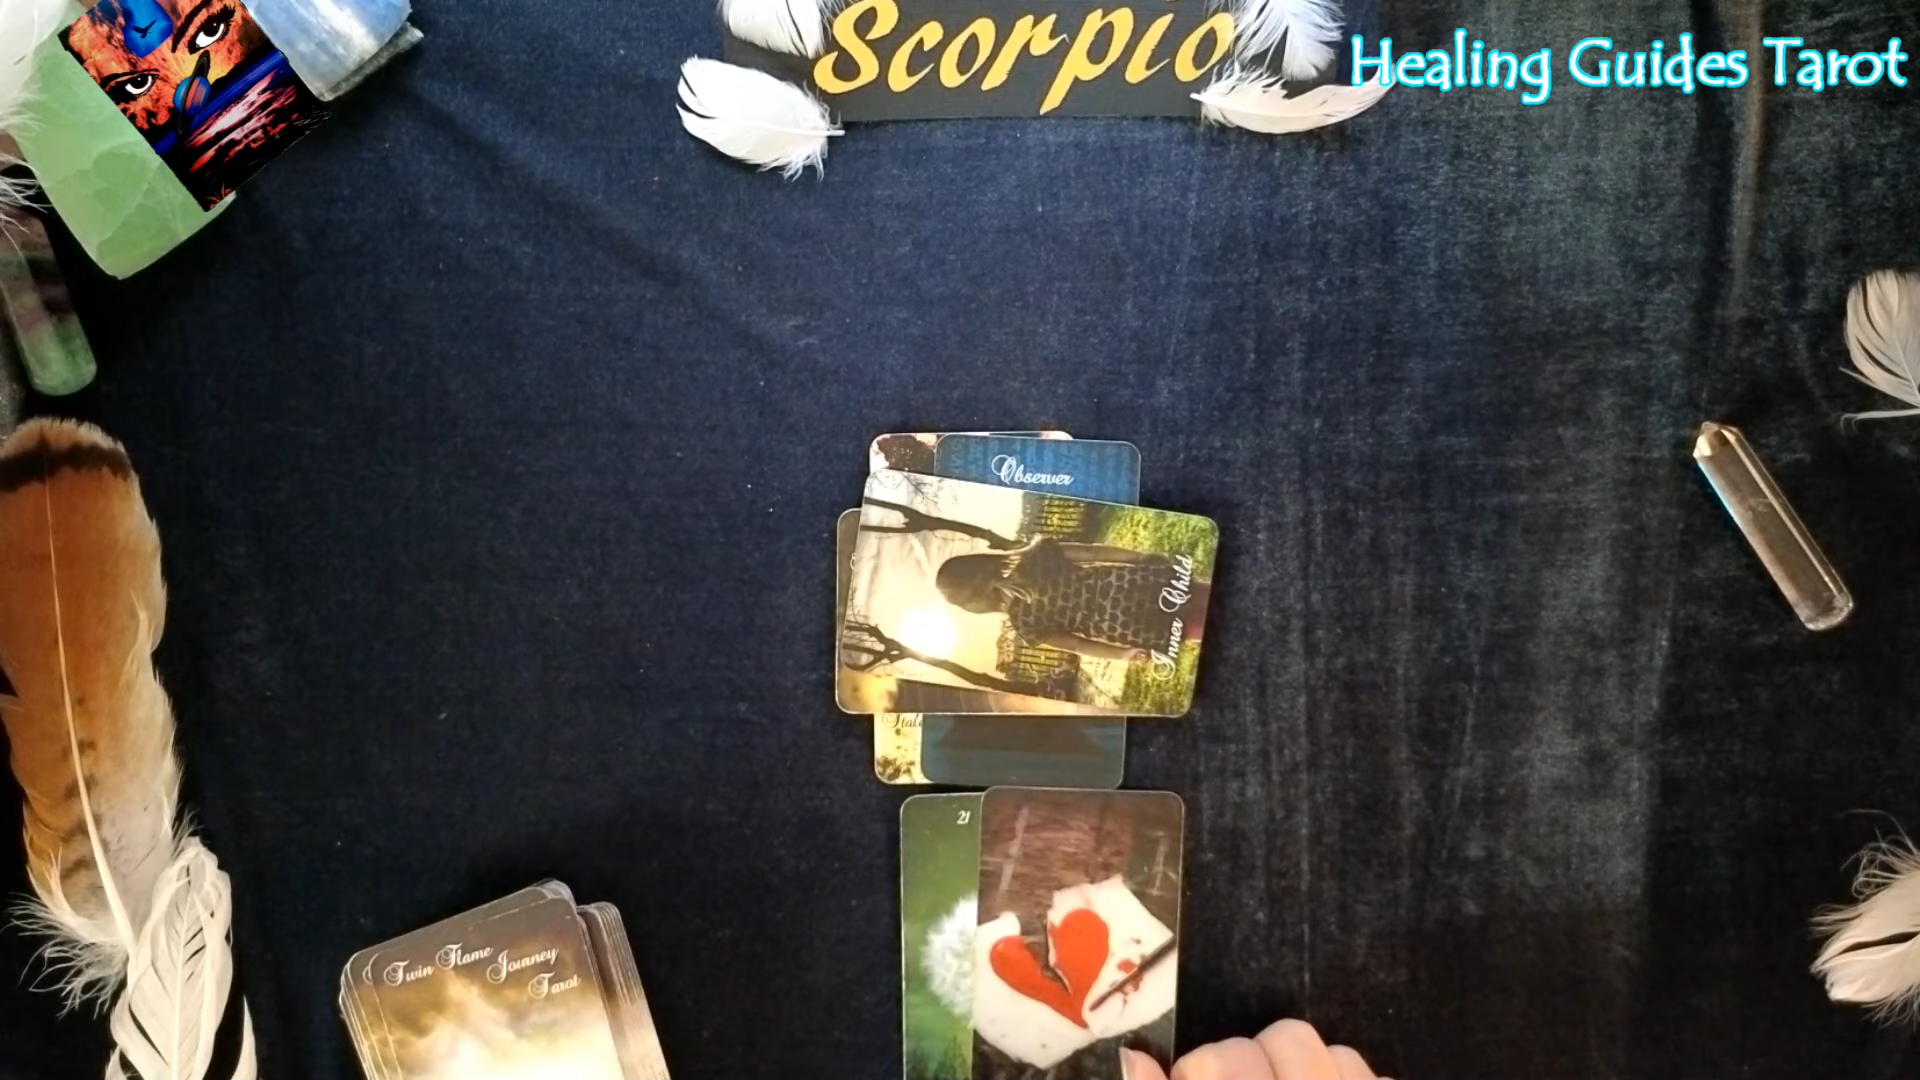 Scorpio
Healing Guides Tarot
Observer
Inner Child
21
Twin Flame
Journey
Tarot